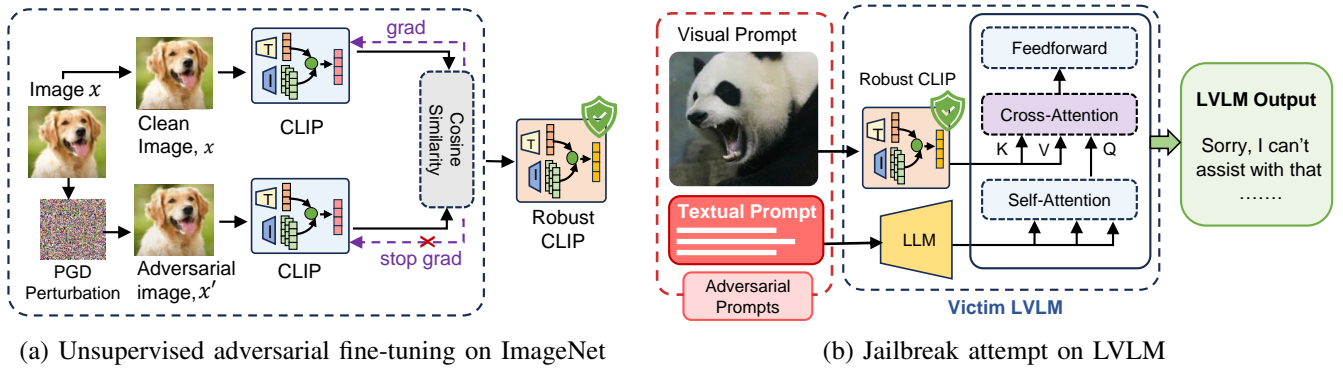 Image x
Clean
Image, x
PGD
Perturbation
Adversarial
image, x′
T
I
CLIP
T
I
CLIP
grad
stop grad
Cosine
Similarity
T
I
Robust
CLIP
(a) Unsupervised adversarial fine-tuning on ImageNet
Visual Prompt
Textual Prompt
Adversarial
Prompts
Robust CLIP
T
I
LLM
Feedforward
Cross-Attention
K V Q
Self-Attention
Victim LVLM
LVLM Output
Sorry, I can't
assist with that
.......
(b) Jailbreak attempt on LVLM